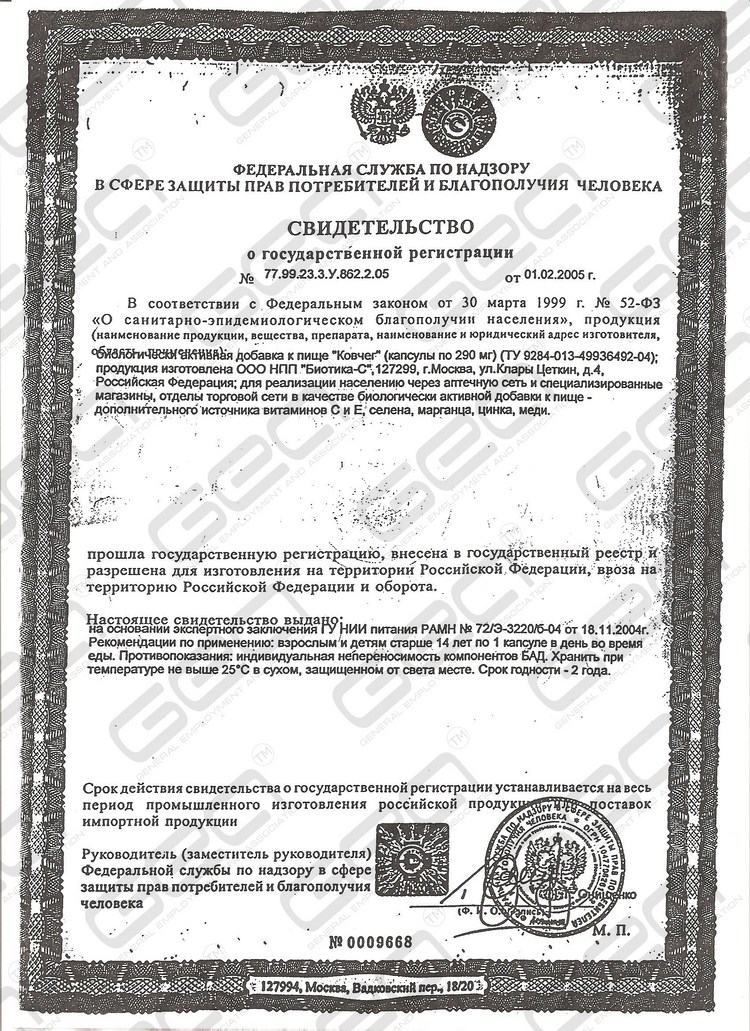 ФЕДЕРАЛЬНАЯ СЛУЖБА ПО НАДЗОРУ
В СФЕРЕ ЗАЩИТЫ ПРАВ ПОТРЕБИТЕЛЕЙ И БЛАГОПОЛУЧИЯ ЧЕЛОВЕКА
СВИДЕТЕЛЬСТВО
о государственной регистрации
№ 77.99.23.3.У.862.2.05 от 01.02.2005 г.
В соответствии с Федеральным законом от 30 марта 1999 г. № 52-ФЗ
«О санитарно-эпидемиологическом благополучии населения», продукция
(наименование продукции, вещества, препарата, наименование и юридический адрес изготовителя,
область применения):
биологически активная добавка к пище "Ковчег" (капсулы по 290 мг) (ТУ 9284-013-49936492-04);
продукция изготовлена ООО НПП "Биотика-С", 127299, г.Москва, ул.Клары Цеткин, д.4,
Российская Федерация; для реализации населению через аптечную сеть и специализированные
магазины, отделы торговой сети в качестве биологически активной добавки к пище -
дополнительного источника витаминов С и Е, селена, марганца, цинка, меди.
прошла государственную регистрацию, внесена в государственный реестр и
разрешена для изготовления на территории Российской Федерации, ввоза на
территорию Российской Федерации и оборота.
Настоящее свидетельство выдано:
на основании экспертного заключения ГУ НИИ питания РАМН № 72/Э-3220/б-04 от 18.11.2004г.
Рекомендации по применению: взрослым и детям старше 14 лет по 1 капсуле в день во время
еды. Противопоказания: индивидуальная непереносимость компонентов БАД. Хранить при
температуре не выше 25°С в сухом, защищенном от света месте. Срок годности - 2 года.
Срок действия свидетельства о государственной регистрации устанавливается на весь
период промышленного изготовления российской продукции или поставок
импортной продукции
Руководитель (заместитель руководителя)
Федеральной службы по надзору в сфере
защиты прав потребителей и благополучия
человека
Онищенко
(Ф. И. О., подпись)
М. П.
№ 0009668
127994, Москва, Вадковский пер., 18/20
GECA TM
GENERAL EMPLOYMENT AND ASSOCIATION